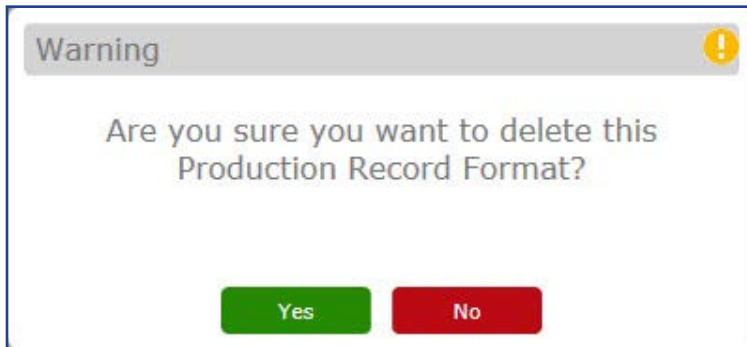 Warning
Are you sure you want to delete this
Production Record Format?
Yes No